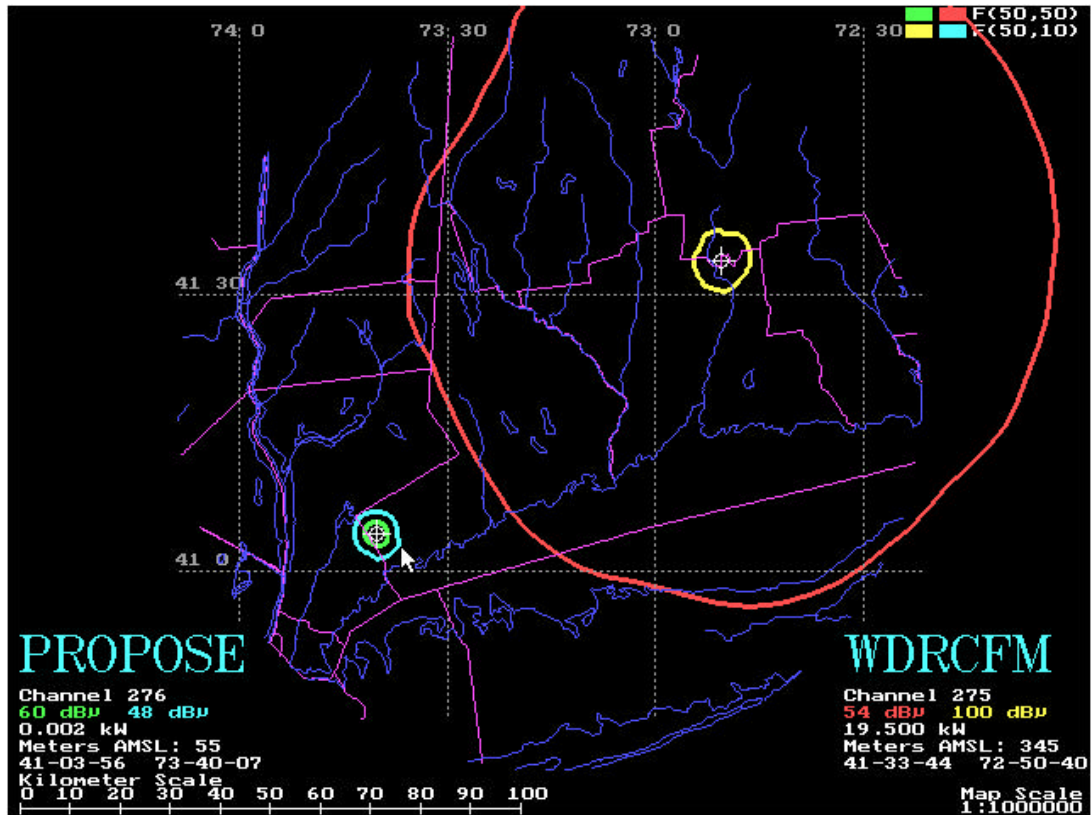 F(50,50)
74 0 73 30 73 0 72 30 F(50,10)
41 30
41 0
PROPOSE
Channel 276
60 dBµ 48 dBµ
0.002 kW
Meters AMSL: 55
41-03-56 73-40-07
Kilometer Scale
0 10 20 30 40 50 60 70 80 90 100
WDRCFM
Channel 275
54 dBµ 100 dBµ
19.500 kW
Meters AMSL: 345
41-33-44 72-50-40
Map Scale
1:1000000